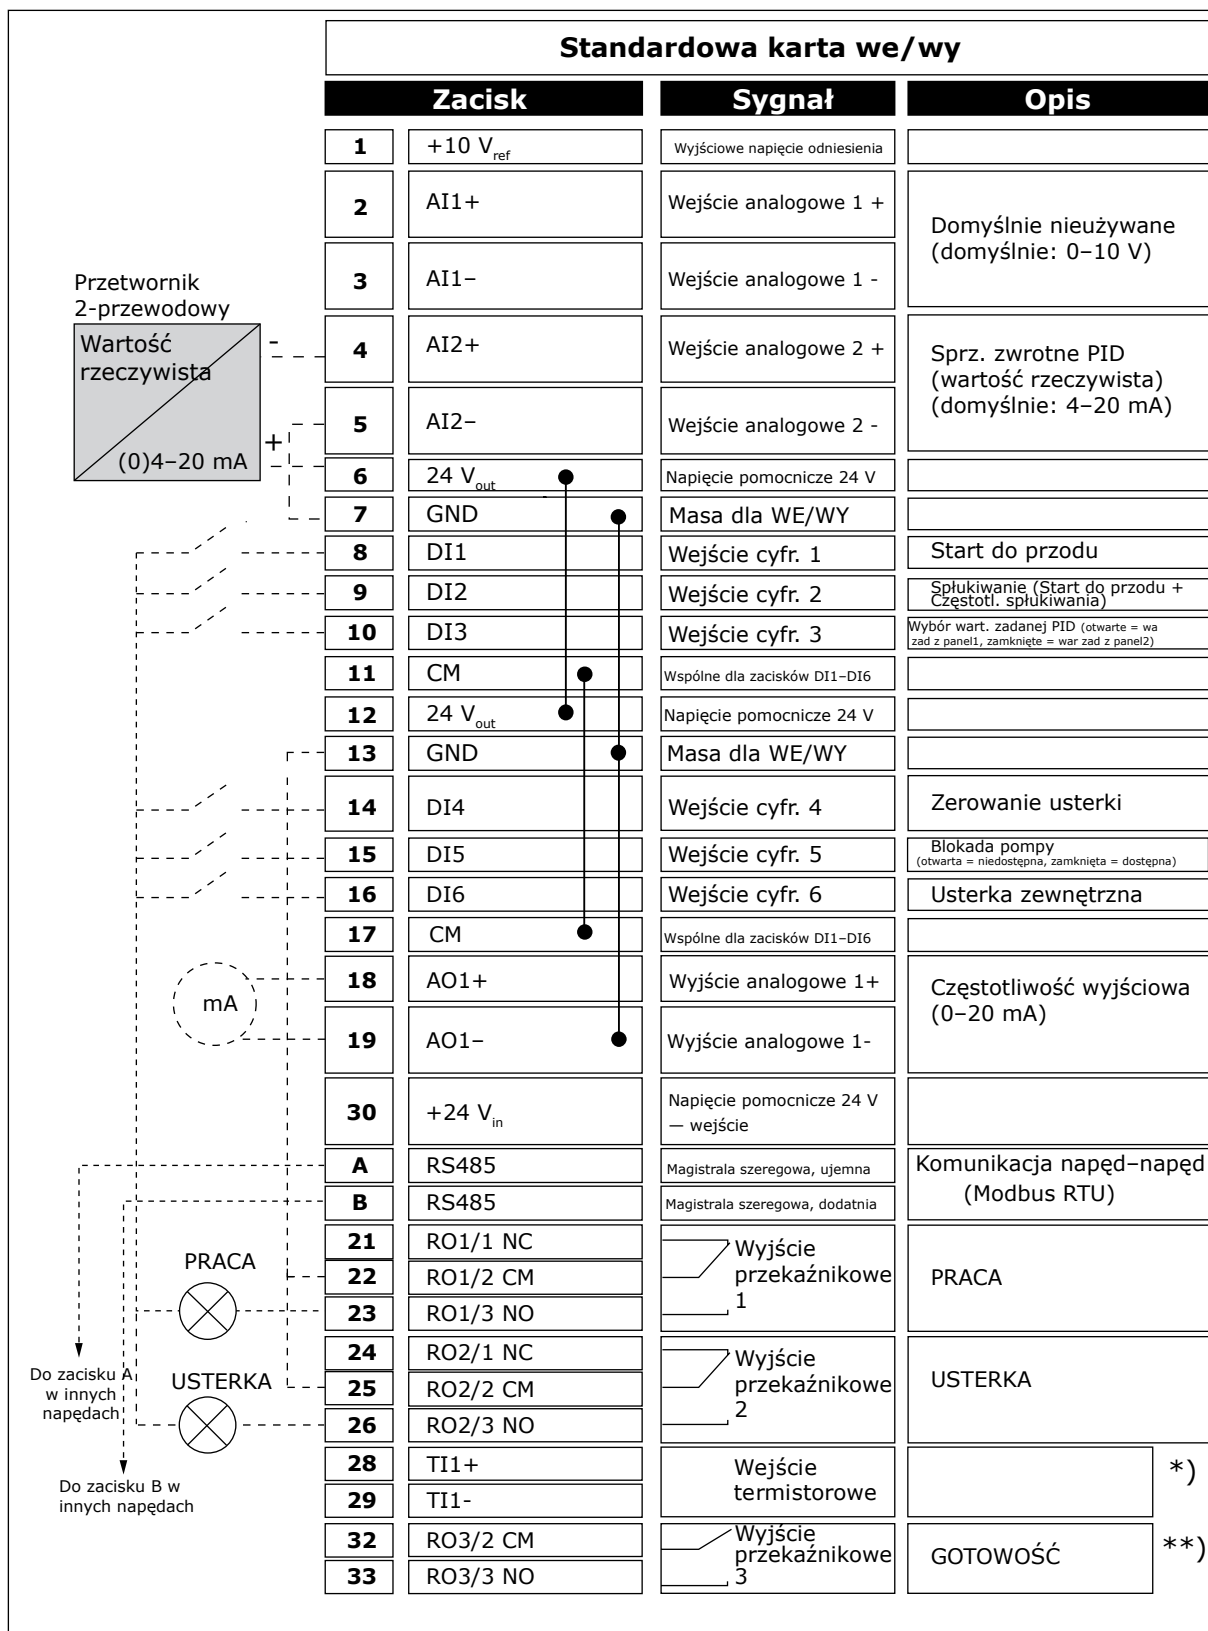 Standardowa karta we/wy
Zacisk Sygnał Opis
1 +10 Vref Wyjściowe napięcie odniesienia
2 AI1+ Wejście analogowe 1 +
Domyślnie nieużywane
(domyślnie: 0–10 V)
3 AI1– Wejście analogowe 1 -
Przetwornik
2-przewodowy
Wartość
rzeczywista
-
+
(0)4–20 mA
4 AI2+ Wejście analogowe 2 +
Sprz. zwrotne PID
(wartość rzeczywista)
(domyślnie: 4–20 mA)
5 AI2– Wejście analogowe 2 -
6 24 Vout Napięcie pomocnicze 24 V
7 GND Masa dla WE/WY
8 DI1 Wejście cyfr. 1 Start do przodu
9 DI2 Wejście cyfr. 2 Spłukiwanie (Start do przodu +
Częstotl. spłukiwania)
10 DI3 Wejście cyfr. 3 Wybór wart. zadanej PID (otwarte = wa
zad z panel1, zamknięte = war zad z panel2)
11 CM Wspólne dla zacisków DI1–DI6
12 24 Vout Napięcie pomocnicze 24 V
13 GND Masa dla WE/WY
14 DI4 Wejście cyfr. 4 Zerowanie usterki
15 DI5 Wejście cyfr. 5 Blokada pompy
(otwarta = niedostępna, zamknięta = dostępna)
16 DI6 Wejście cyfr. 6 Usterka zewnętrzna
17 CM Wspólne dla zacisków DI1–DI6
mA
18 AO1+ Wyjście analogowe 1+
Częstotliwość wyjściowa
(0–20 mA)
19 AO1– Wyjście analogowe 1-
30 +24 Vin Napięcie pomocnicze 24 V
— wejście
A RS485 Magistrala szeregowa, ujemna
Komunikacja napęd–napęd
(Modbus RTU)
B RS485 Magistrala szeregowa, dodatnia
21 RO1/1 NC
22 RO1/2 CM
23 RO1/3 NO
Wyjście
przekaźnikowe
1
PRACA
PRACA
24 RO2/1 NC
25 RO2/2 CM
26 RO2/3 NO
Wyjście
przekaźnikowe
2
USTERKA
USTERKA
Do zacisku A
w innych
napędach
Do zacisku B w
innych napędach
28 TI1+
29 TI1-
Wejście
termistorowe
*)
32 RO3/2 CM
33 RO3/3 NO
Wyjście
przekaźnikowe
3
GOTOWOŚĆ
**)